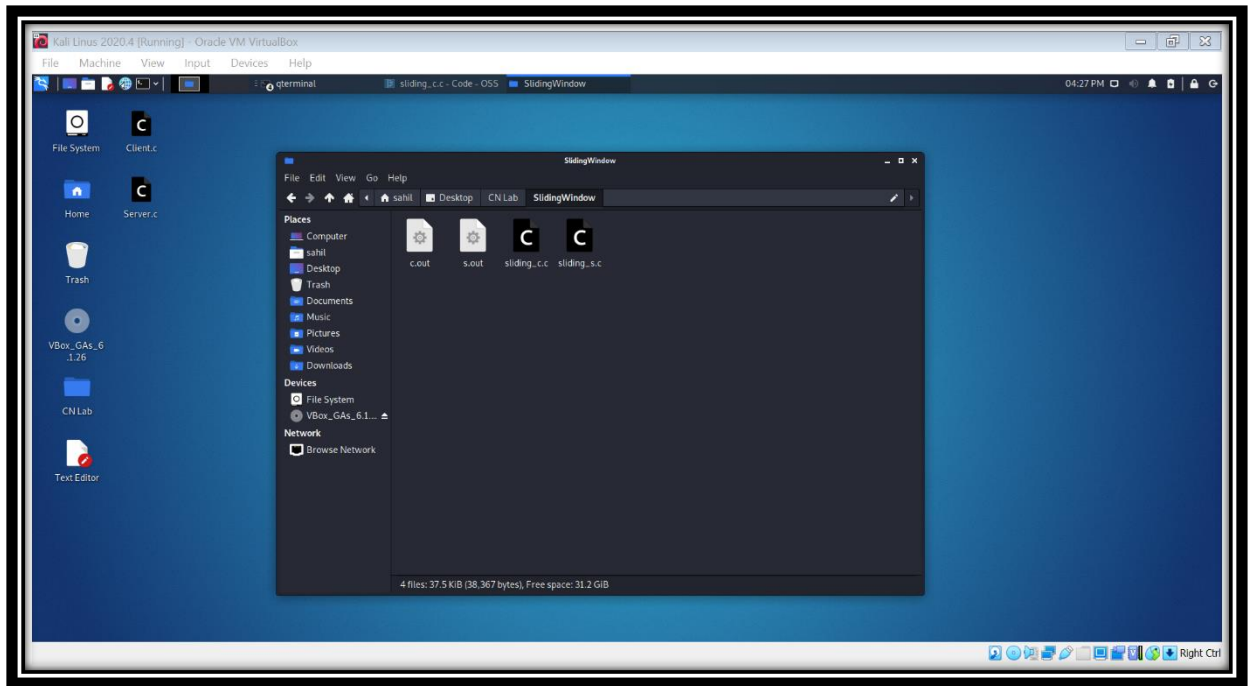 Kali Linus 2020.4 [Running] - Oracle VM VirtualBox
File Machine View Input Devices Help
qterminal sliding_c.c - Code - OSS SlidingWindow 04:27 PM
File System Client.c
Home Server.c
Trash
VBox_GAs_6
.1.26
CN Lab
Text Editor
SlidingWindow
File Edit View Go Help
sahil Desktop CN Lab SlidingWindow
Places
Computer
sahil
Desktop
Trash
Documents
Music
Pictures
Videos
Downloads
Devices
File System
VBox_GAs_6.1...
Network
Browse Network
c.out s.out sliding_c.c sliding_s.c
4 files: 37.5 KiB (38,367 bytes), Free space: 31.2 GiB
Right Ctrl